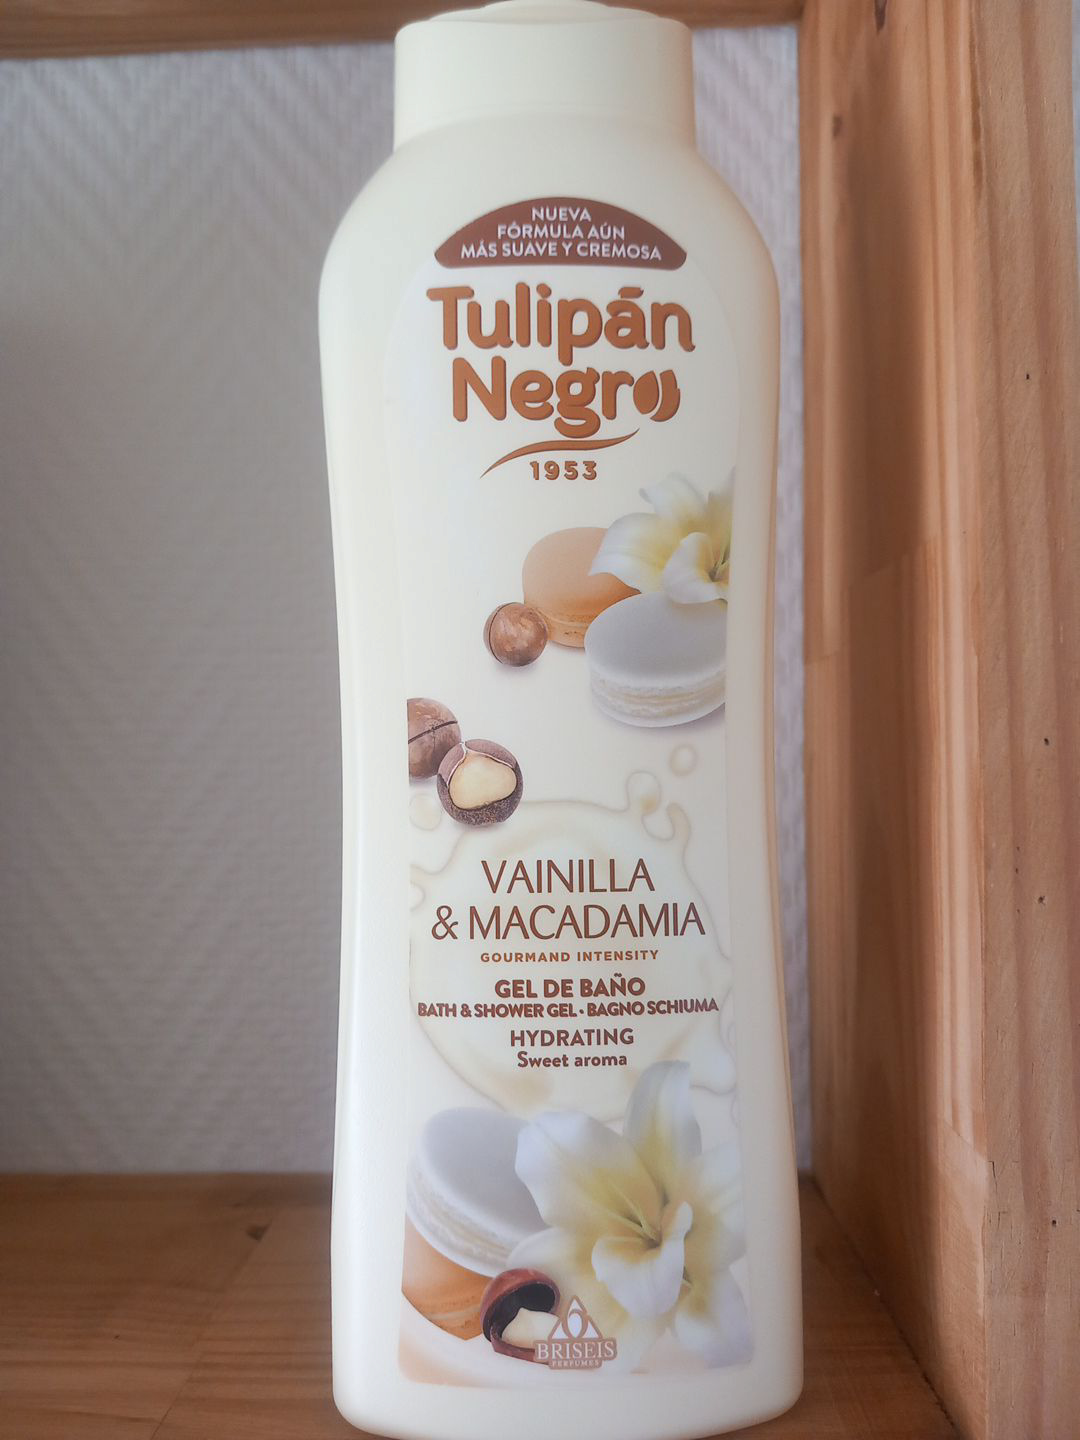 NUEVA
FÓRMULA AÚN
MÁS SUAVE Y CREMOSA
Tulipán
Negro
1953
VAINILLA
& MACADAMIA
GOURMAND INTENSITY
GEL DE BAÑO
BATH & SHOWER GEL · BAGNO SCHIUMA
HYDRATING
Sweet aroma
BRISEIS
PERFUMES